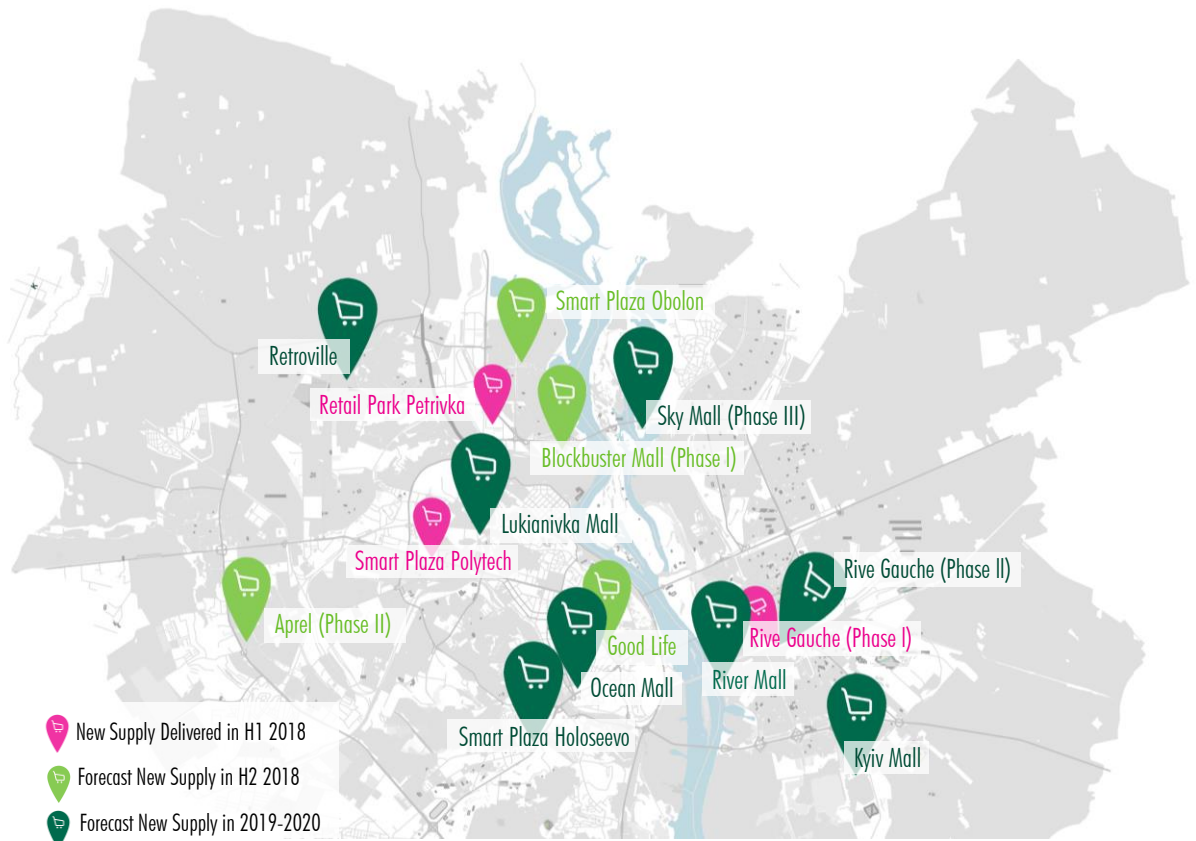 Smart Plaza Obolon
Retroville
Retail Park Petrivka
Sky Mall (Phase III)
Blockbuster Mall (Phase I)
Lukianivka Mall
Smart Plaza Polytech
Rive Gauche (Phase II)
Aprel (Phase II)
Rive Gauche (Phase I)
Good Life
River Mall
Ocean Mall
Smart Plaza Holoseevo
Kyiv Mall
New Supply Delivered in H1 2018
Forecast New Supply in H2 2018
Forecast New Supply in 2019-2020